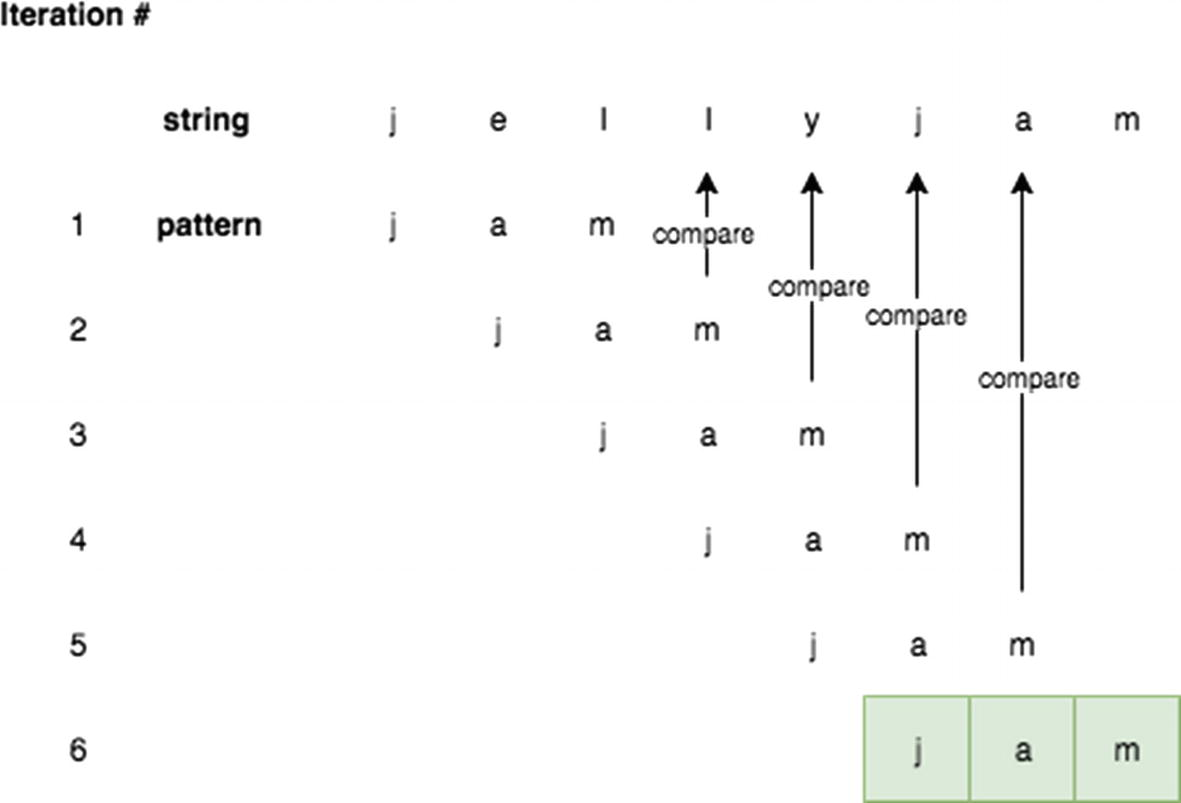 Iteration #
string j e l l y j a m
1 pattern j a m compare
compare
compare
2 j a m
compare
3 j a m
4 j a m
5 j a m
6 j a m